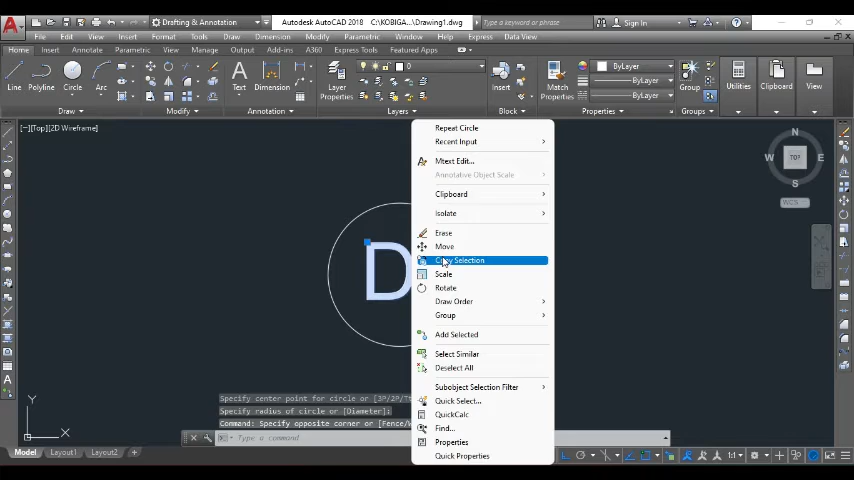 Drafting & Annotation
Autodesk AutoCAD 2018
C:\KOBIGA...\Drawing1.dwg
Type a keyword or phrase
Sign In
File Edit View Insert Format Tools Draw Dimension Modify Parametric Window Help Express Data View
Home Insert Annotate Parametric View Manage Output Add-ins A360 Express Tools Featured Apps
Line Polyline Circle Arc
Text Dimension
Layer
Properties
0
Insert
Match
Properties
ByLayer
ByLayer
ByLayer
Group
Utilities
Clipboard
View
Draw Modify Annotation Layers Block Properties Groups
[−][Top][2D Wireframe]
N
W TOP E
S
WCS
D
Repeat Circle
Recent Input
Mtext Edit...
Annotative Object Scale
Clipboard
Isolate
Erase
Move
Copy Selection
Scale
Rotate
Draw Order
Group
Add Selected
Select Similar
Deselect All
Subobject Selection Filter
Quick Select...
QuickCalc
Find...
Properties
Quick Properties
Y
X
Specify center point for circle or [3P/2P/Tt
Specify radius of circle or [Diameter]:
Command: Specify opposite corner or [Fence/W
Type a command
Model Layout1 Layout2 +
1:1